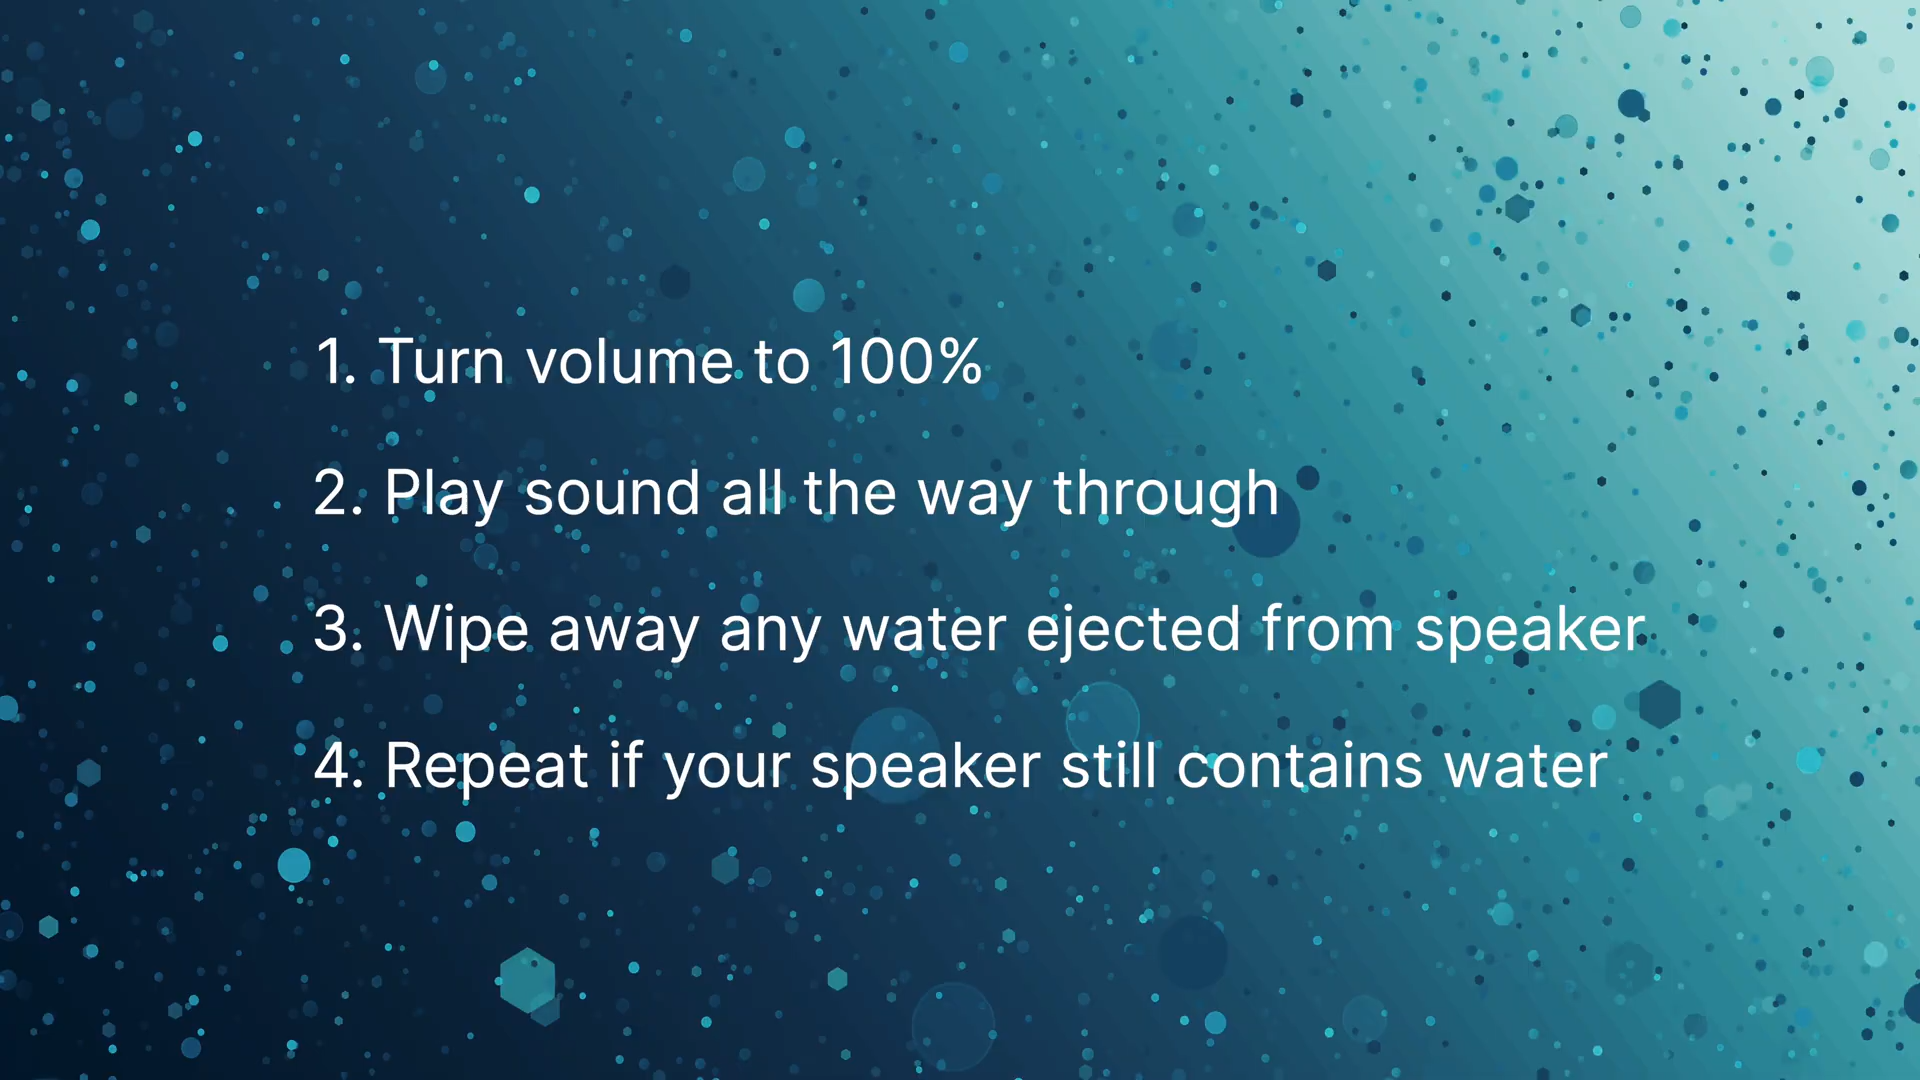 1. Turn volume to 100%
2. Play sound all the way through
3. Wipe away any water ejected from speaker
4. Repeat if your speaker still contains water